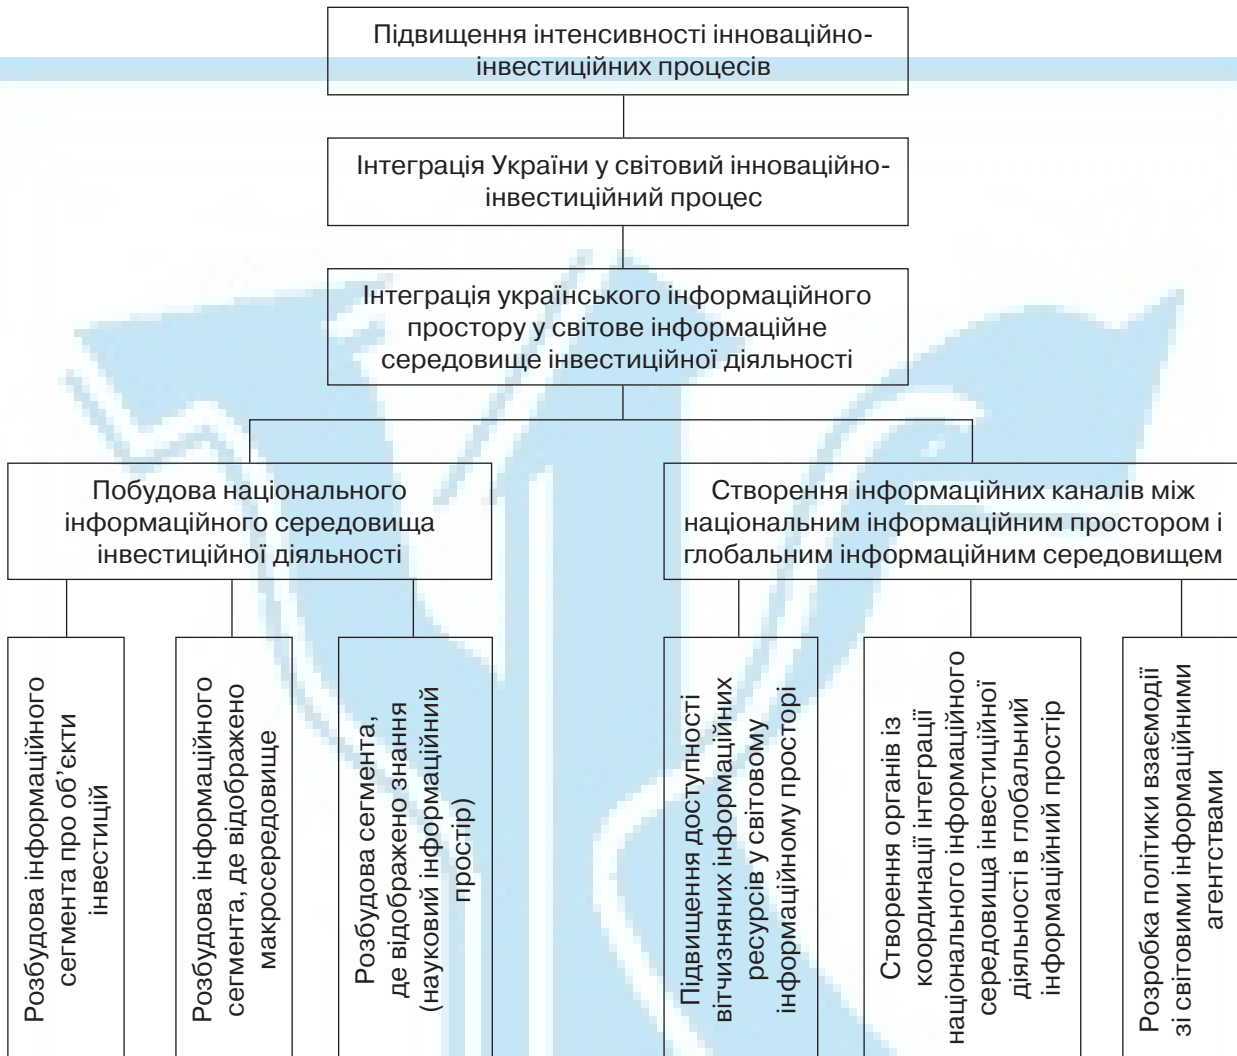 Підвищення інтенсивності інноваційно-
інвестиційних процесів
Інтеграція України у світовий інноваційно-
інвестиційний процес
Інтеграція українського інформаційного
простору у світове інформаційне
середовище інвестиційної діяльності
Побудова національного
інформаційного середовища
інвестиційної діяльності
Створення інформаційних каналів між
національним інформаційним простором і
глобальним інформаційним середовищем
Розбудова інформаційного
сегмента про об’єкти
інвестицій
Розбудова інформаційного
сегмента, де відображено
макросередовище
Розбудова сегмента,
де відображено знання
(науковий інформаційний
простір)
Підвищення доступності
вітчизняних інформаційних
ресурсів у світовому
інформаційному просторі
Створення органів із
координації інтеграції
національного інформаційного
середовища інвестиційної
діяльності в глобальний
інформаційний простір
Розробка політики взаємодії
зі світовими інформаційними
агентствами